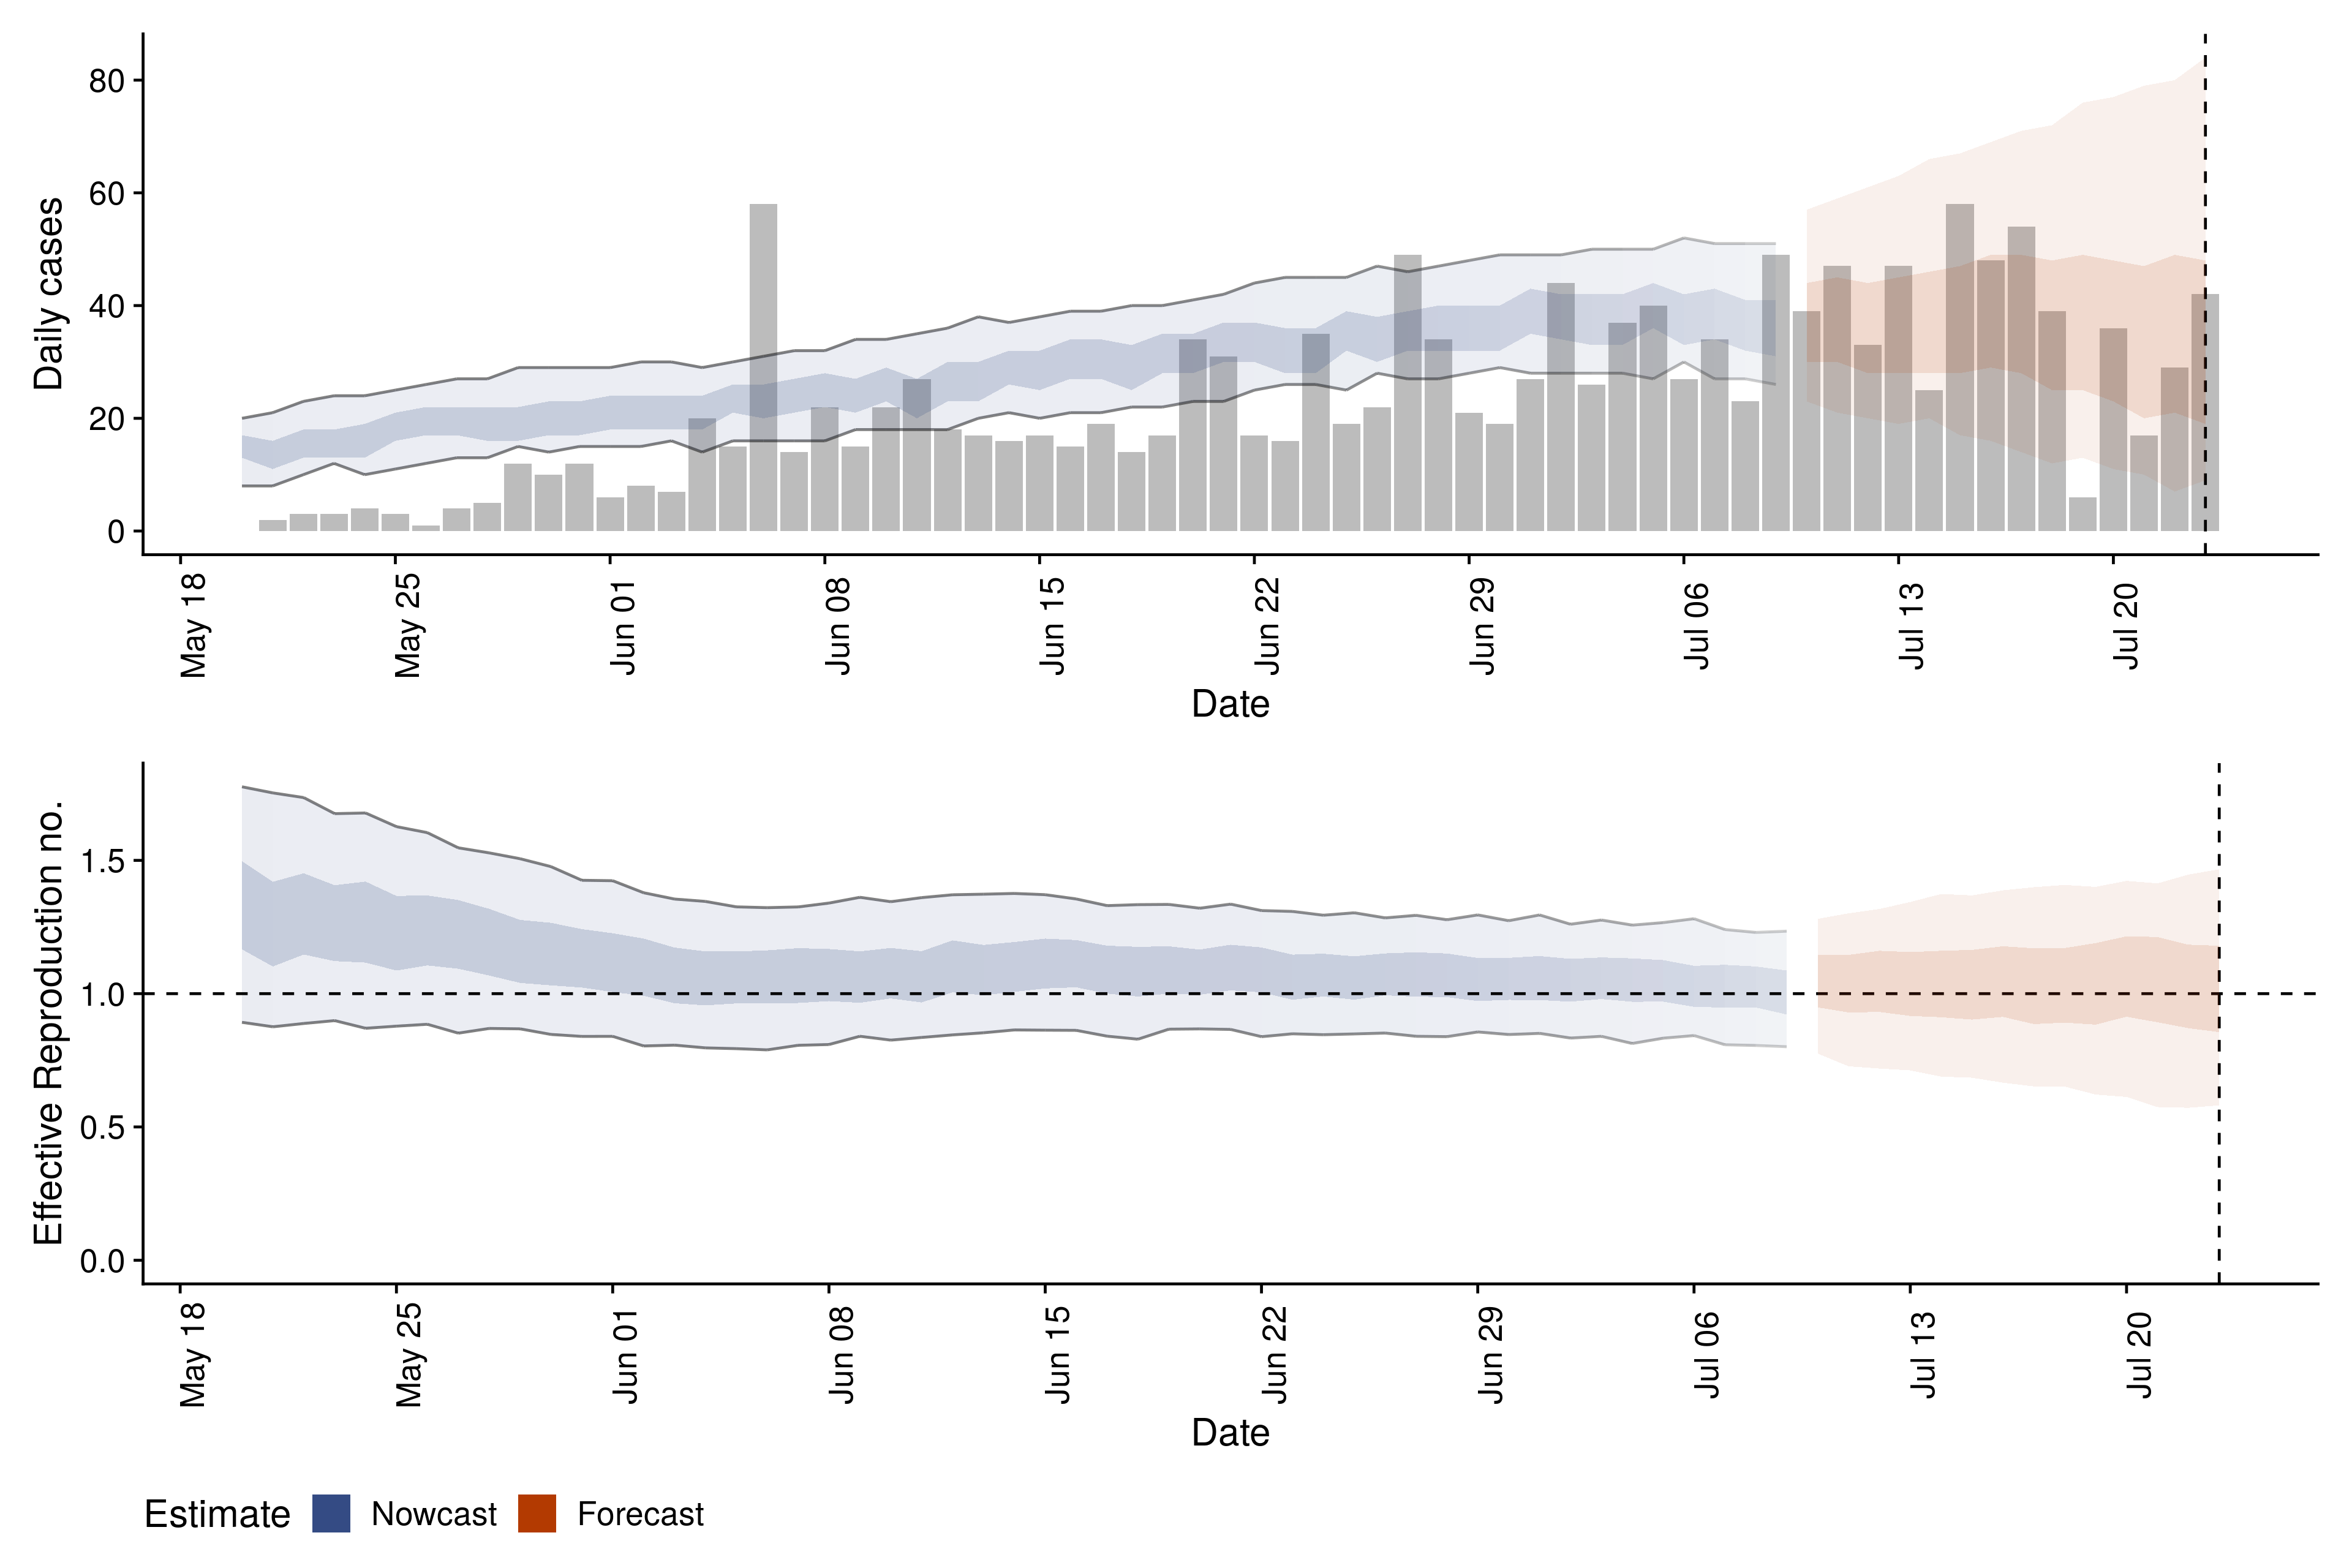 Daily cases
80
60
40
20
0
May 18
May 25
Jun 01
Jun 08
Jun 15
Jun 22
Jun 29
Jul 06
Jul 13
Jul 20
Date
Effective Reproduction no.
1.5
1.0
0.5
0.0
May 18
May 25
Jun 01
Jun 08
Jun 15
Jun 22
Jun 29
Jul 06
Jul 13
Jul 20
Date
Estimate Nowcast Forecast